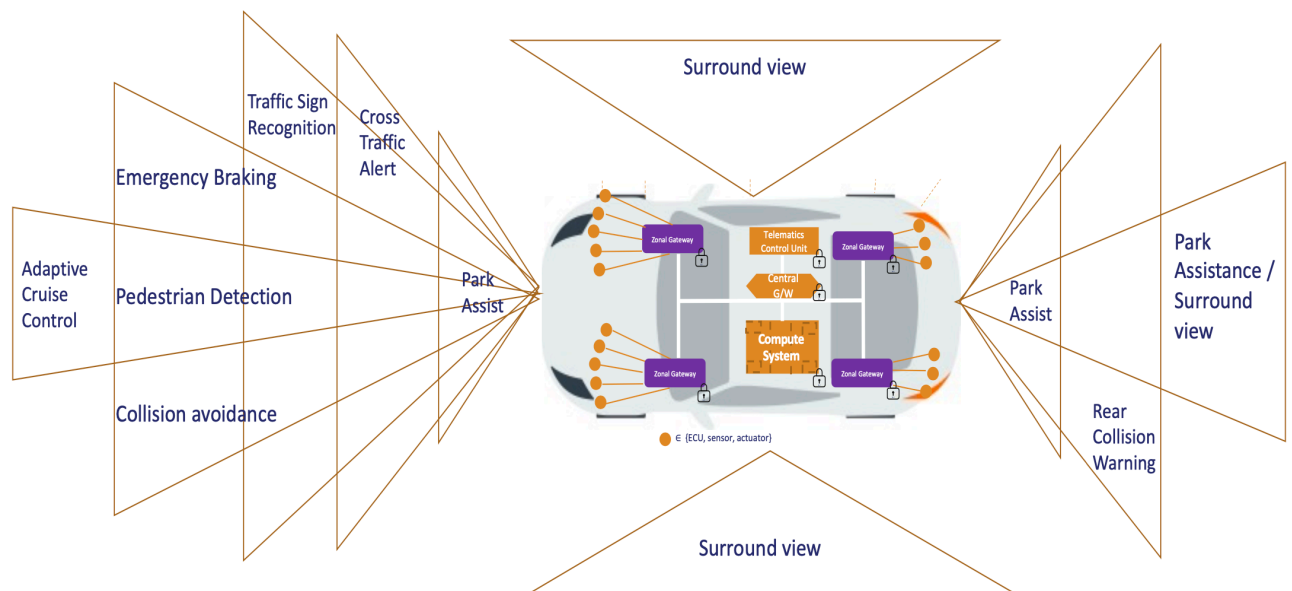 Surround view
Traffic Sign
Recognition
Cross
Traffic
Alert
Emergency Braking
Adaptive
Cruise
Control
Pedestrian Detection
Park
Assist
Collision avoidance
Zonal Gateway
Telematics
Control Unit
Zonal Gateway
Central
G/W
Compute
System
Zonal Gateway
Zonal Gateway
∈ {ECU, sensor, actuator}
Park
Assist
Park
Assistance /
Surround
view
Rear
Collision
Warning
Surround view